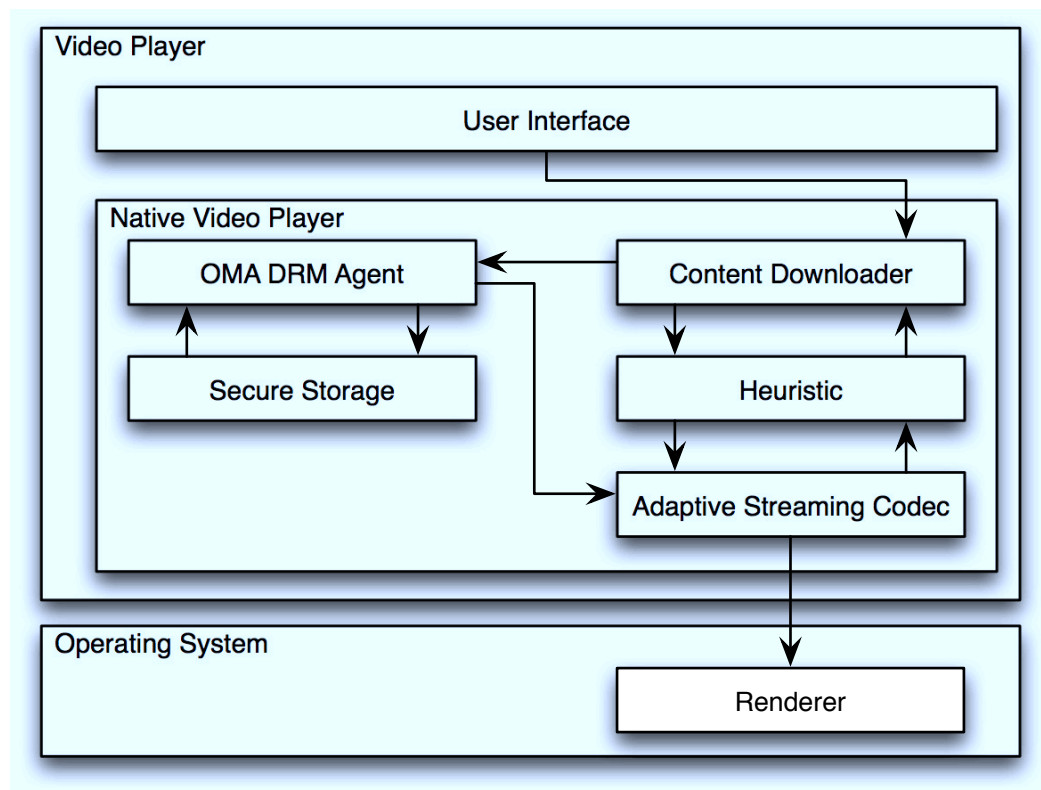 Video Player
User Interface
Native Video Player
OMA DRM Agent
Content Downloader
Secure Storage
Heuristic
Adaptive Streaming Codec
Operating System
Renderer